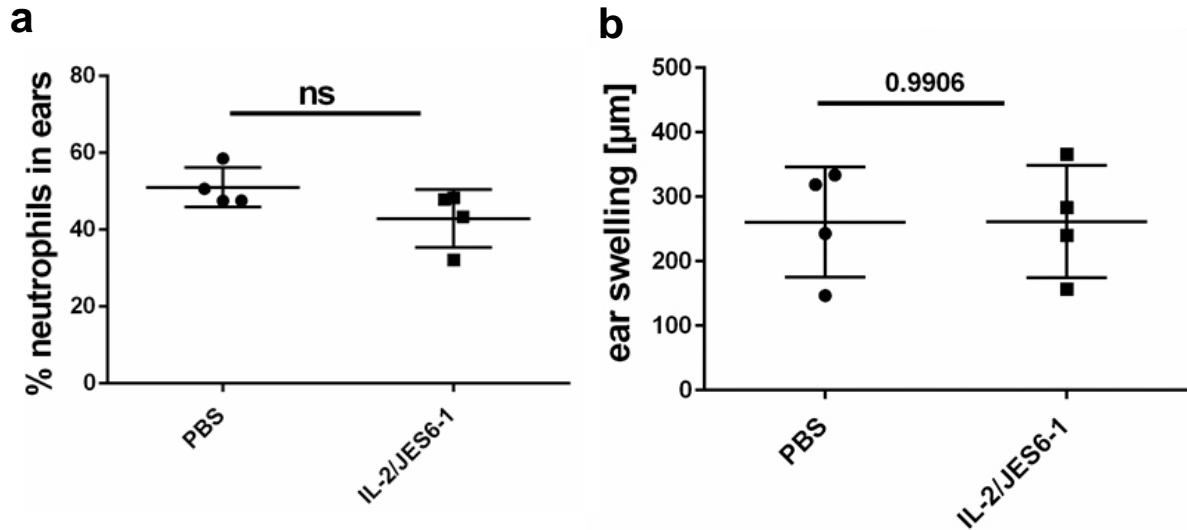 a
% neutrophils in ears
80
60
40
20
0
ns
PBS
IL-2/JES6-1
b
ear swelling [µm]
500
400
300
200
100
0
0.9906
PBS
IL-2/JES6-1